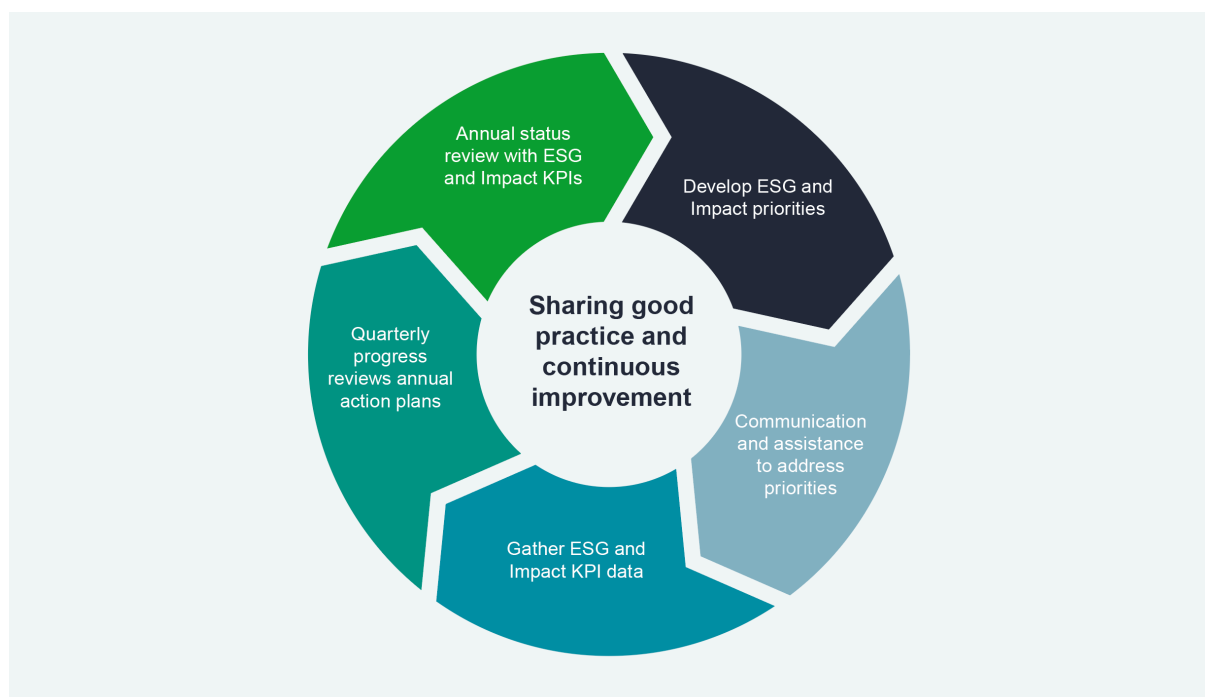 Annual status
review with ESG
and Impact KPIs
Develop ESG and
Impact priorities
Sharing good
practice and
continuous
improvement
Quarterly
progress
reviews annual
action plans
Communication
and assistance
to address
priorities
Gather ESG and
Impact KPI data